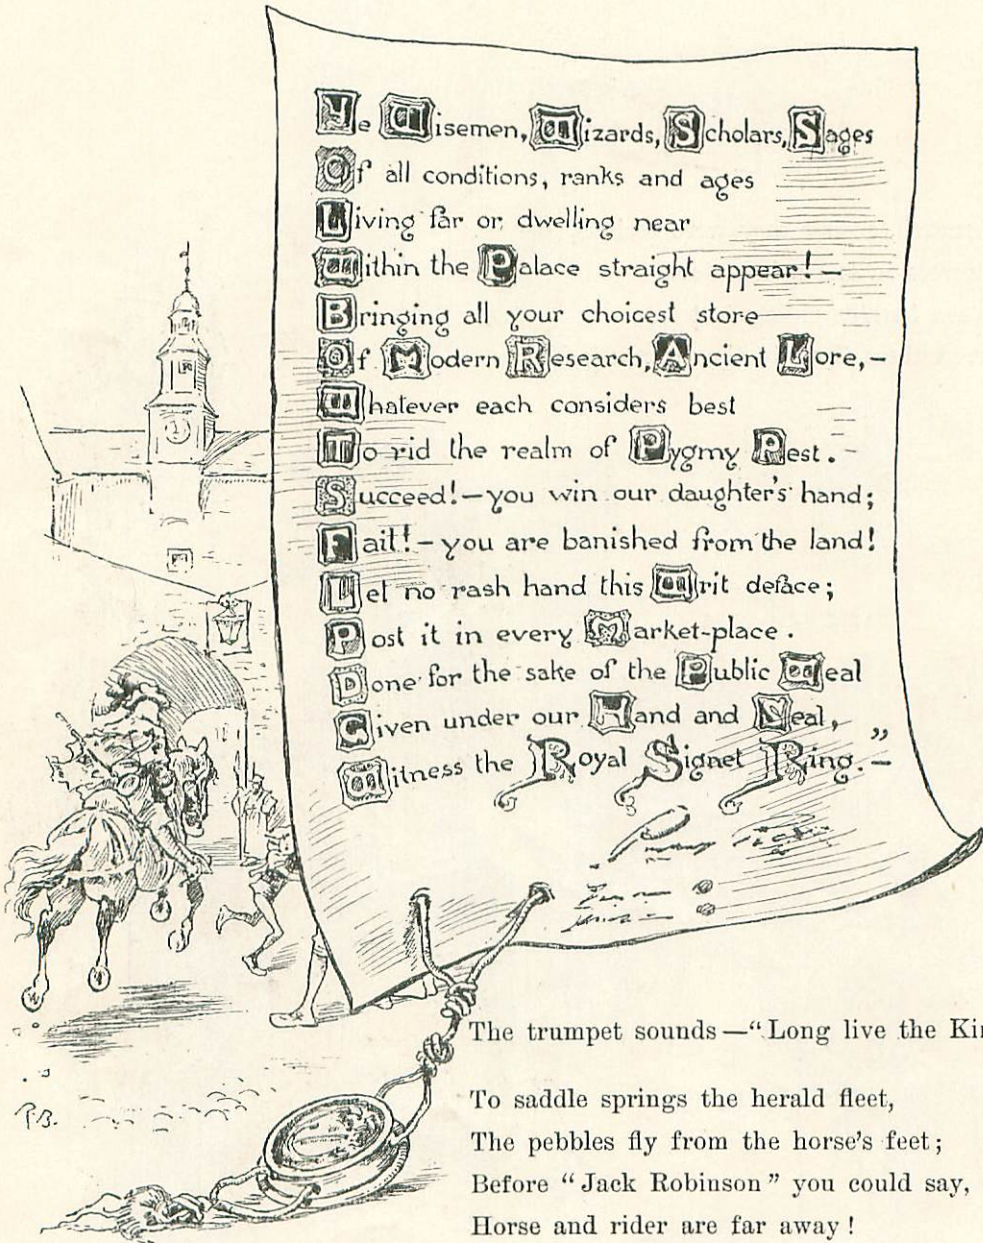 Ye Wisemen, Wizards, Scholars, Sages
Of all conditions, ranks and ages
Living far or dwelling near
Within the Palace straight appear!—
Bringing all your choicest store
Of Modern Research, Ancient Lore,—
Whatever each considers best
To rid the realm of Pygmy Pest.—
Succeed!—you win our daughter's hand;
Fail!—you are banished from the land!
Let no rash hand this Writ deface;
Post it in every Market-place.
Done for the sake of the Public Weal
Given under our Hand and Seal,
Witness the Royal Signet Ring."—
The trumpet sounds—"Long live the
To saddle springs the herald fleet,
The pebbles fly from the horse's feet;
Before "Jack Robinson" you could say,
Horse and rider are far away!
P.B.